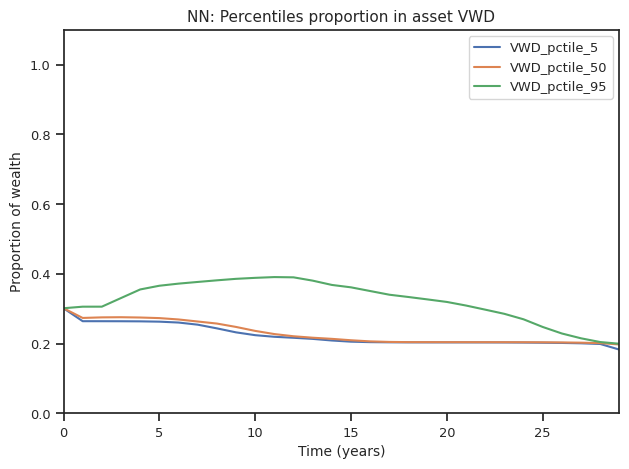 NN: Percentiles proportion in asset VWD
VWD_pctile_5
VWD_pctile_50
VWD_pctile_95
Proportion of wealth
1.0
0.8
0.6
0.4
0.2
0.0
0 5 10 15 20 25
Time (years)